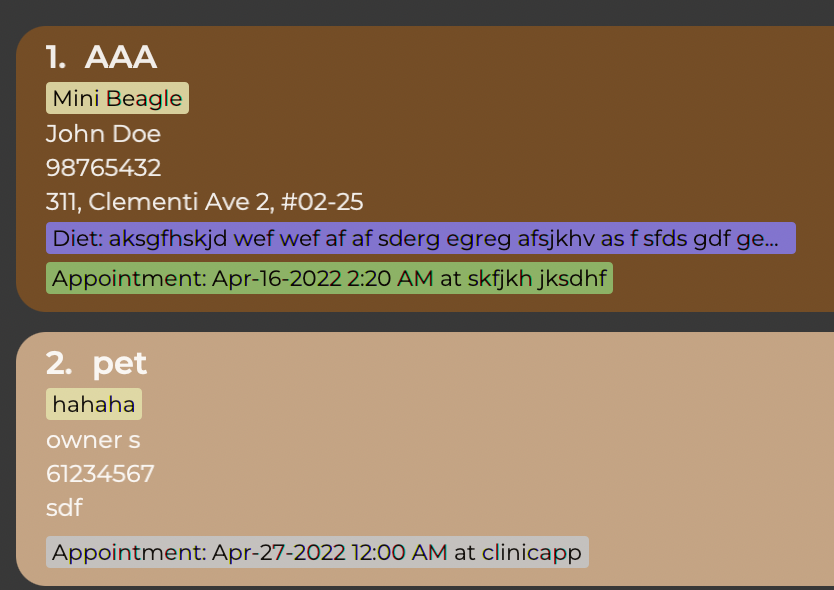 1. AAA
Mini Beagle
John Doe
98765432
311, Clementi Ave 2, #02-25
Diet: aksgfhskjd wef wef af af sderg egreg afsjkhv as f sfds gdf ge...
Appointment: Apr-16-2022 2:20 AM at skfjkh jksdhf
2. pet
hahaha
owner s
61234567
sdf
Appointment: Apr-27-2022 12:00 AM at clinicapp